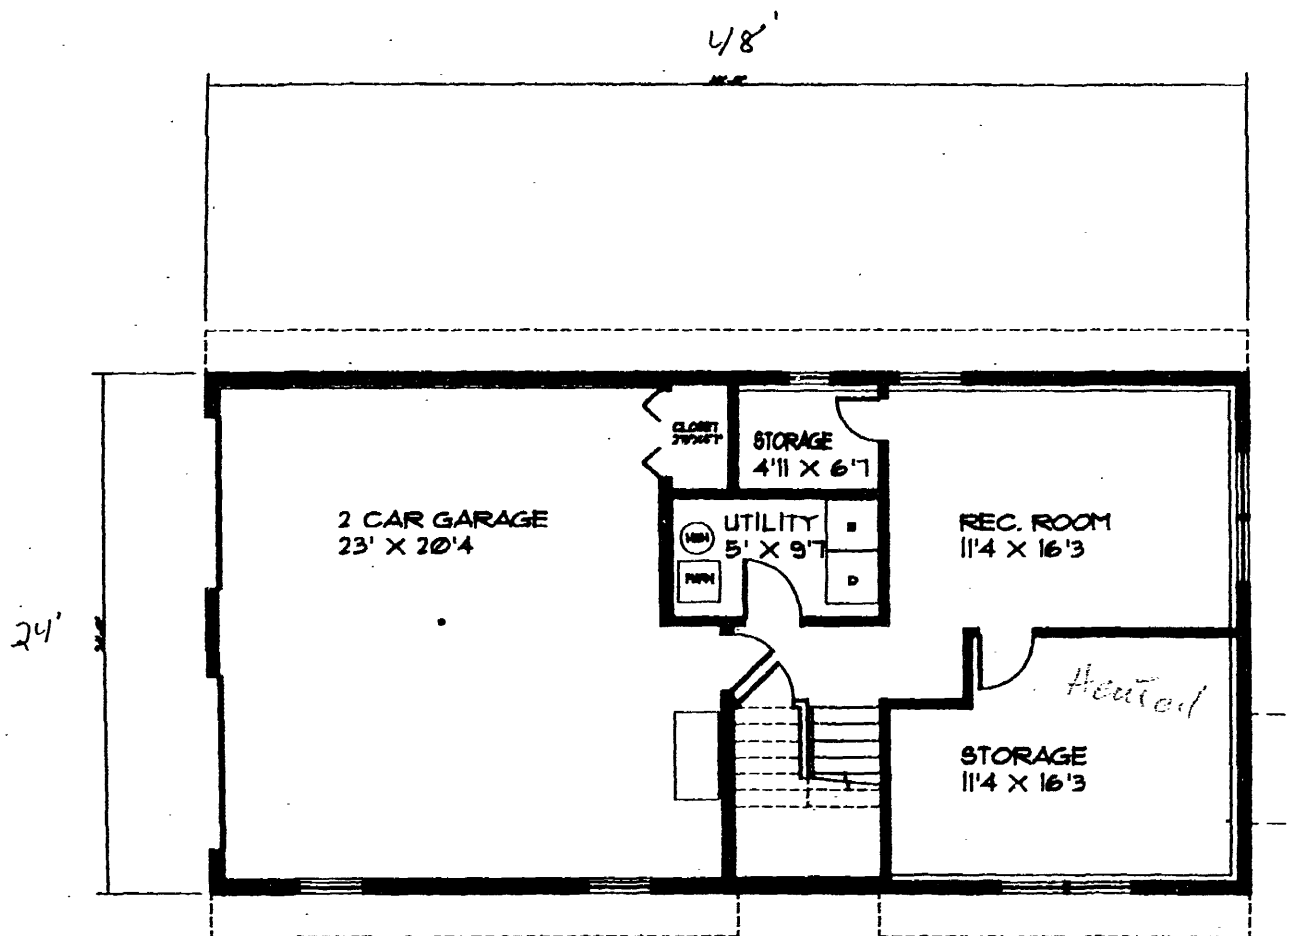 48'
CLOSET
STORAGE
4'11 X 6'7
2 CAR GARAGE
23' X 20'4
UTILITY
5' X 9'7
D
REC. ROOM
11'4 X 16'3
24'
Heated
STORAGE
11'4 X 16'3